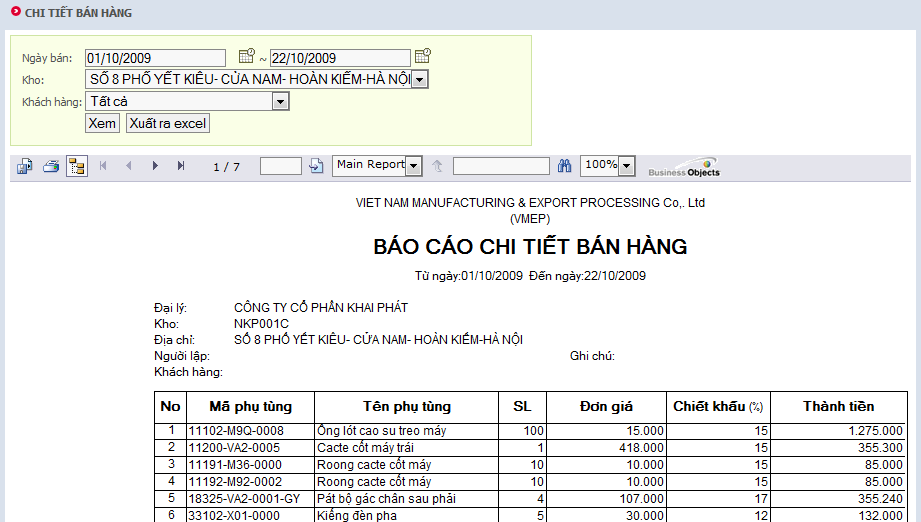 CHI TIẾT BÁN HÀNG
Ngày bán: 01/10/2009 ~ 22/10/2009
Kho: SỐ 8 PHỐ YẾT KIÊU- CỬA NAM- HOÀN KIẾM-HÀ NỘI
Khách hàng: Tất cả
Xem Xuất ra excel
1 / 7 Main Report 100% Business Objects
VIET NAM MANUFACTURING & EXPORT PROCESSING Co,. Ltd
(VMEP)
BÁO CÁO CHI TIẾT BÁN HÀNG
Từ ngày:01/10/2009 Đến ngày:22/10/2009
Đại lý: CÔNG TY CỔ PHẦN KHAI PHÁT
Kho: NKP001C
Địa chỉ: SỐ 8 PHỐ YẾT KIÊU- CỬA NAM- HOÀN KIẾM-HÀ NỘI
Người lập: Ghi chú:
Khách hàng:
No Mã phụ tùng Tên phụ tùng SL Đơn giá Chiết khấu (%) Thành tiền
1 11102-M9Q-0008 Ống lót cao su treo máy 100 15.000 15 1.275.000
2 11200-VA2-0005 Cacte cốt máy trái 1 418.000 15 355.300
3 11191-M36-0000 Roong cacte cốt máy 10 10.000 15 85.000
4 11192-M92-0002 Roong cacte cốt máy 10 10.000 15 85.000
5 18325-VA2-0001-GY Pát bộ gác chân sau phải 4 107.000 17 355.240
6 33102-X01-0000 Kiếng đèn pha 5 30.000 12 132.000